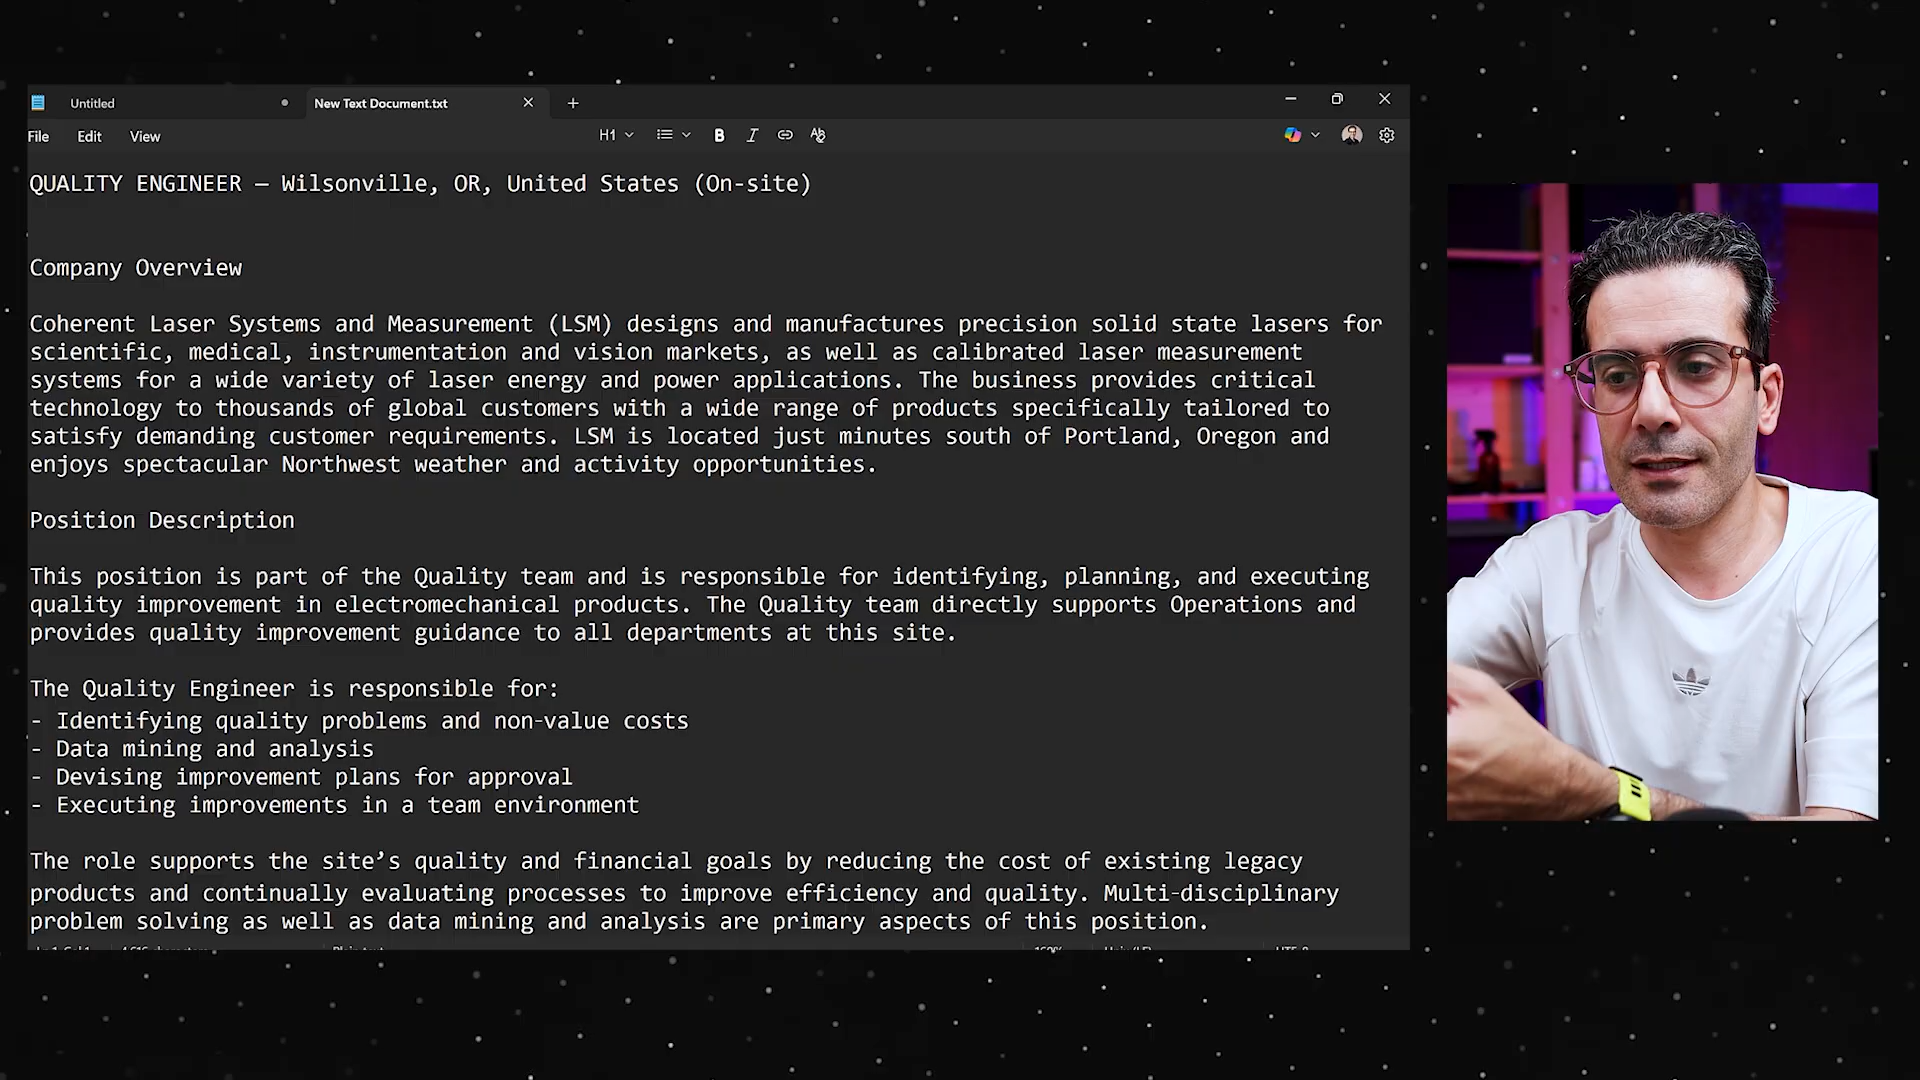 Untitled
New Text Document.txt
File Edit View
H1
B I
QUALITY ENGINEER — Wilsonville, OR, United States (On-site)
Company Overview
Coherent Laser Systems and Measurement (LSM) designs and manufactures precision solid state lasers for
scientific, medical, instrumentation and vision markets, as well as calibrated laser measurement
systems for a wide variety of laser energy and power applications. The business provides critical
technology to thousands of global customers with a wide range of products specifically tailored to
satisfy demanding customer requirements. LSM is located just minutes south of Portland, Oregon and
enjoys spectacular Northwest weather and activity opportunities.
Position Description
This position is part of the Quality team and is responsible for identifying, planning, and executing
quality improvement in electromechanical products. The Quality team directly supports Operations and
provides quality improvement guidance to all departments at this site.
The Quality Engineer is responsible for:
- Identifying quality problems and non-value costs
- Data mining and analysis
- Devising improvement plans for approval
- Executing improvements in a team environment
The role supports the site’s quality and financial goals by reducing the cost of existing legacy
products and continually evaluating processes to improve efficiency and quality. Multi-disciplinary
problem solving as well as data mining and analysis are primary aspects of this position.